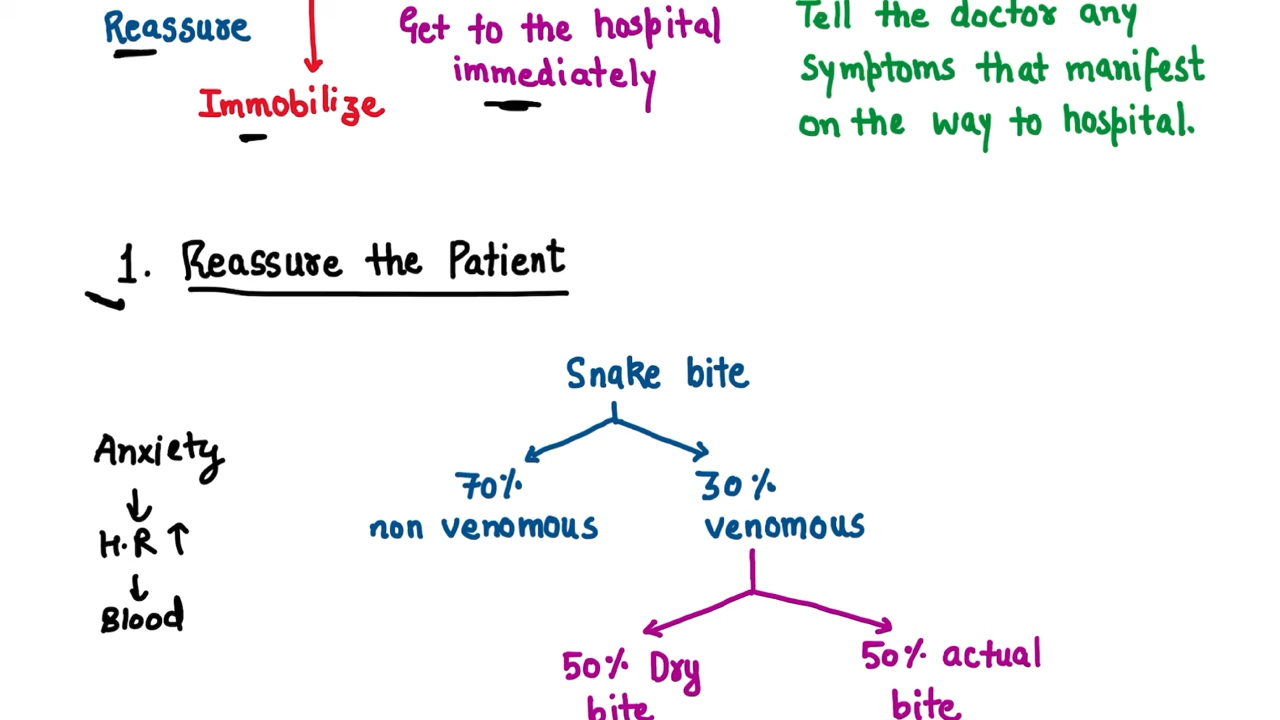 Reassure
Immobilize
Get to the hospital
immediately
Tell the doctor any
symptoms that manifest
on the way to hospital.
1. Reassure the Patient
Snake bite
70%
non venomous
30%
venomous
Anxiety
↓
H.R ↑
↓
Blood
50% Dry
bite
50% actual
bite